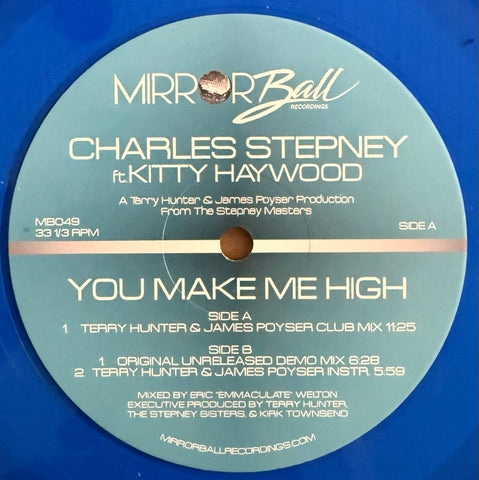 MIRRORBall
RECORDINGS
CHARLES STEPNEY
ft. KITTY HAYWOOD
A Terry Hunter & James Poyser Production
From The Stepney Masters
MB049
33 1/3 RPM
SIDE A
YOU MAKE ME HIGH
SIDE A
1. TERRY HUNTER & JAMES POYSER CLUB MIX 11:25
SIDE B
1. ORIGINAL UNRELEASED DEMO MIX 6:28
2. TERRY HUNTER & JAMES POYSER INSTR. 5:59
MIXED BY ERIC "EMMACULATE" WELTON
EXECUTIVE PRODUCED BY TERRY HUNTER,
THE STEPNEY SISTERS, & KIRK TOWNSEND
MIRRORBALLRECORDINGS.COM